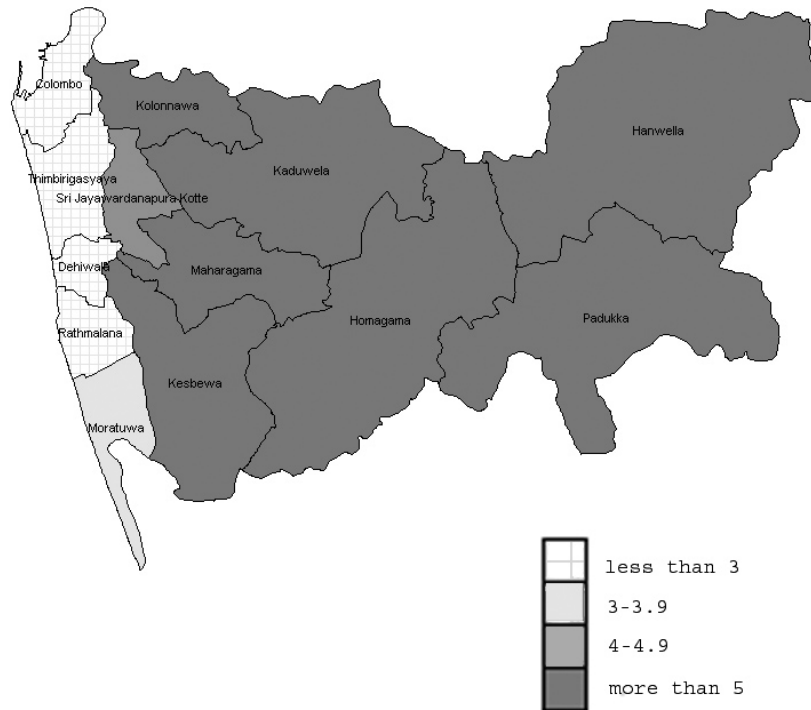 Colombo
Kolonnawa
Hanwella
Kaduwela
Thimbirigasyaya
Sri Jayawardanapura Kotte
Dehiwala
Maharagama
Homagama
Padukka
Rathmalana
Kesbewa
Moratuwa
less than 3
3-3.9
4-4.9
more than 5